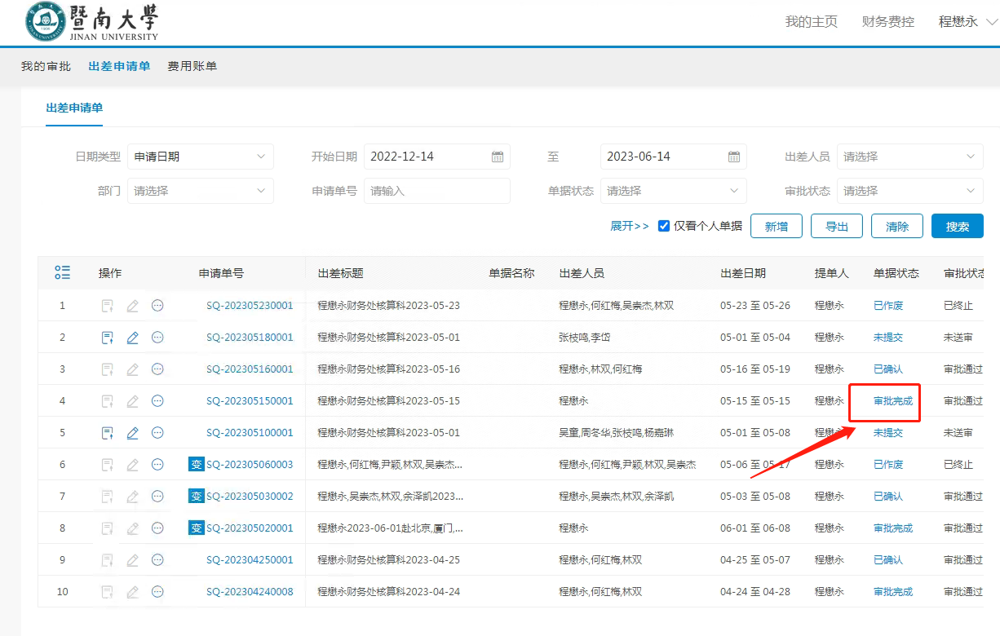 暨南大學
JINAN UNIVERSITY
我的主页 财务费控 程懋永
我的审批 出差申请单 费用账单
出差申请单
日期类型 申请日期 开始日期 2022-12-14 至 2023-06-14 出差人员 请选择
部门 请选择 申请单号 请输入 单据状态 请选择 审批状态 请选择
展开>> 仅看个人单据 新增 导出 清除 搜索
操作 申请单号 出差标题 单据名称 出差人员 出差日期 提单人 单据状态 审批状态
1 SQ-202305230001 程懋永财务处核算科2023-05-23 程懋永,何红梅,吴崇杰,林双 05-23 至 05-26 程懋永 已作废 已终止
2 SQ-202305180001 程懋永财务处核算科2023-05-01 张枝鸣,李岱 05-01 至 05-04 程懋永 未提交 未送审
3 SQ-202305160001 程懋永财务处核算科2023-05-16 程懋永,林双,何红梅 05-16 至 05-19 程懋永 已确认 审批通过
4 SQ-202305150001 程懋永财务处核算科2023-05-15 程懋永 05-15 至 05-15 程懋永 审批完成 审批通过
5 SQ-202305100001 程懋永财务处核算科2023-05-01 吴童,周冬华,张枝鸣,杨嘉琳 05-01 至 05-08 程懋永 未提交 未送审
6 变 SQ-202305060003 程懋永,何红梅,尹颖,林双,吴崇杰... 程懋永,何红梅,尹颖,林双,吴崇杰 05-06 至 05-17 程懋永 已作废 已终止
7 变 SQ-202305030002 程懋永,吴崇杰,林双,余泽凯2023... 程懋永,吴崇杰,林双,余泽凯 05-03 至 05-08 程懋永 已确认 审批通过
8 变 SQ-202305020001 程懋永2023-06-01赴北京,厦门,... 程懋永 06-01 至 06-08 程懋永 审批完成 审批通过
9 SQ-202304250001 程懋永财务处核算科2023-04-25 程懋永,何红梅,林双 04-25 至 05-07 程懋永 已确认 审批通过
10 SQ-202304240008 程懋永财务处核算科2023-04-24 程懋永,何红梅,林双 04-24 至 04-28 程懋永 审批完成 审批通过